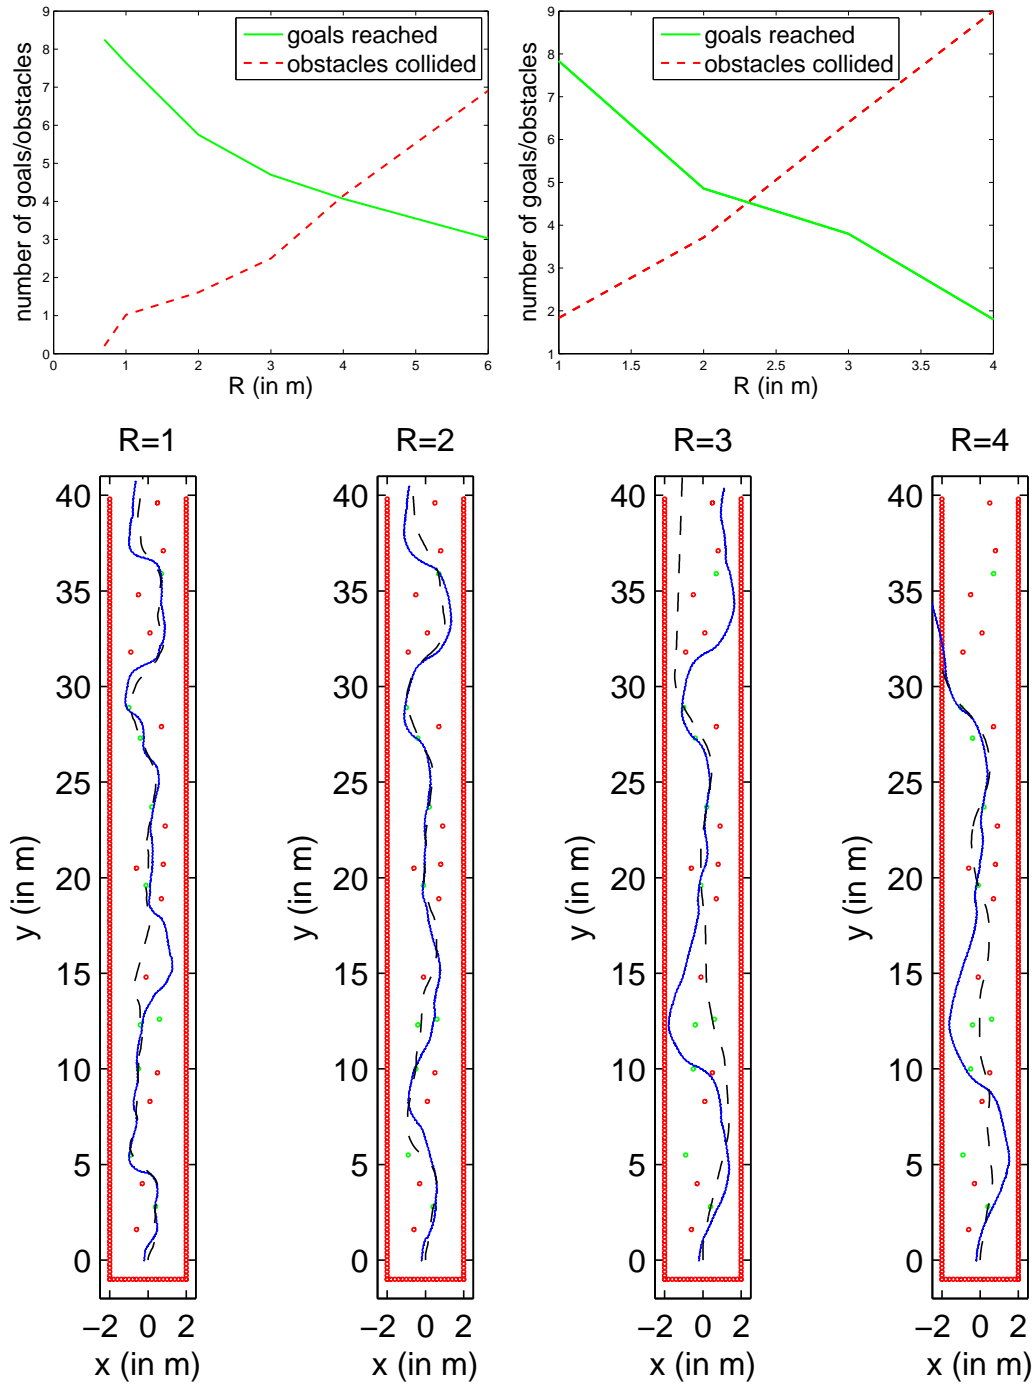 goals reached
obstacles collided
number of goals/obstacles
0
1
2
3
4
5
6
7
8
9
0
1
2
3
4
5
6
R (in m)
goals reached
obstacles collided
number of goals/obstacles
1
2
3
4
5
6
7
8
9
1
1.5
2
2.5
3
3.5
4
R (in m)
R=1
40
35
30
25
20
15
10
5
0
y (in m)
−2 0 2
x (in m)
R=2
40
35
30
25
20
15
10
5
0
y (in m)
−2 0 2
x (in m)
R=3
40
35
30
25
20
15
10
5
0
y (in m)
−2 0 2
x (in m)
R=4
40
35
30
25
20
15
10
5
0
y (in m)
−2 0 2
x (in m)